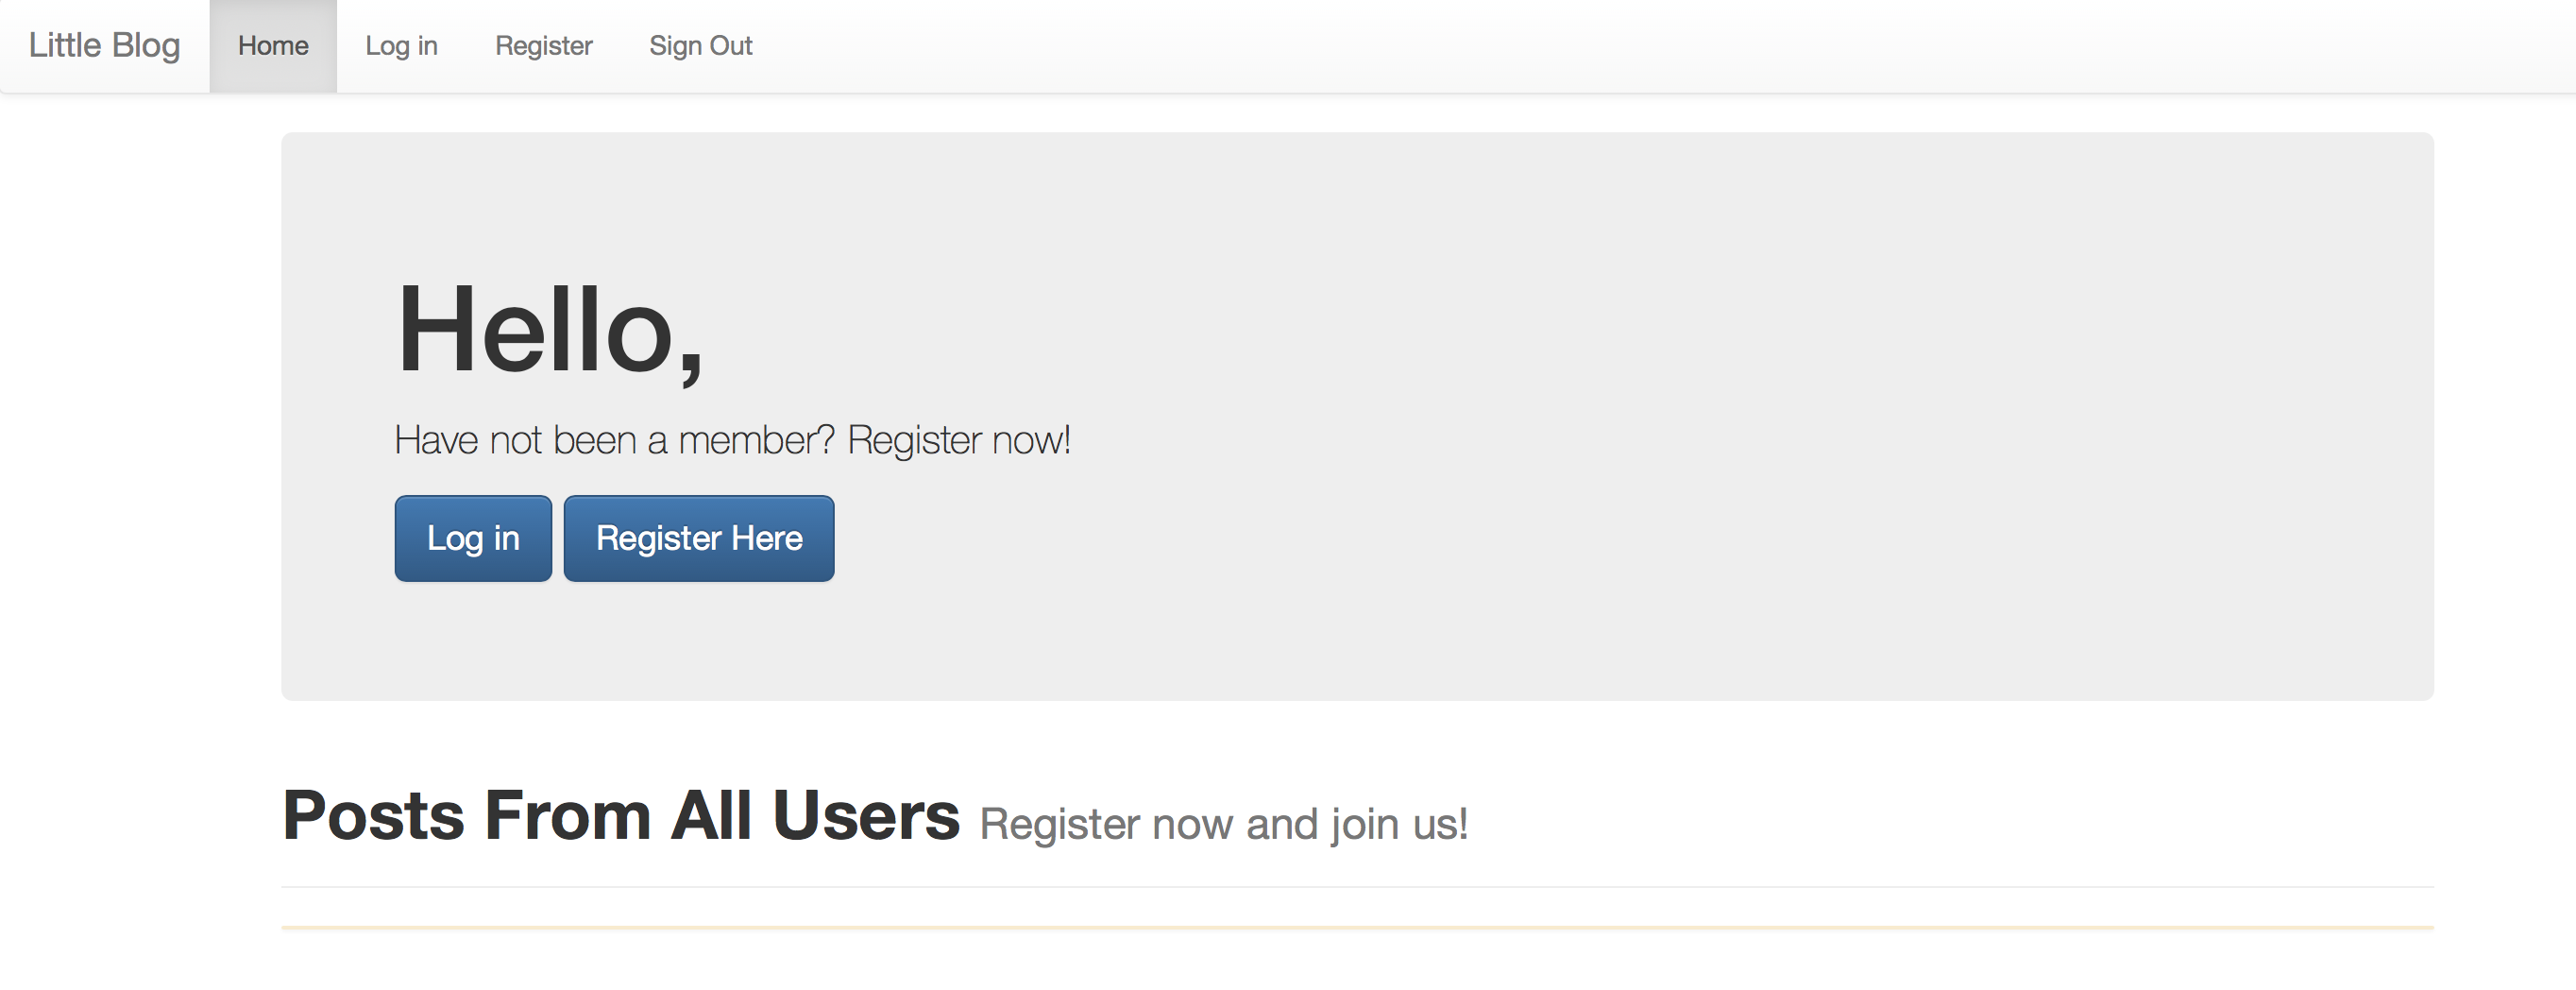 Little Blog Home Log in Register Sign Out
Hello,
Have not been a member? Register now!
Log in Register Here
Posts From All Users Register now and join us!